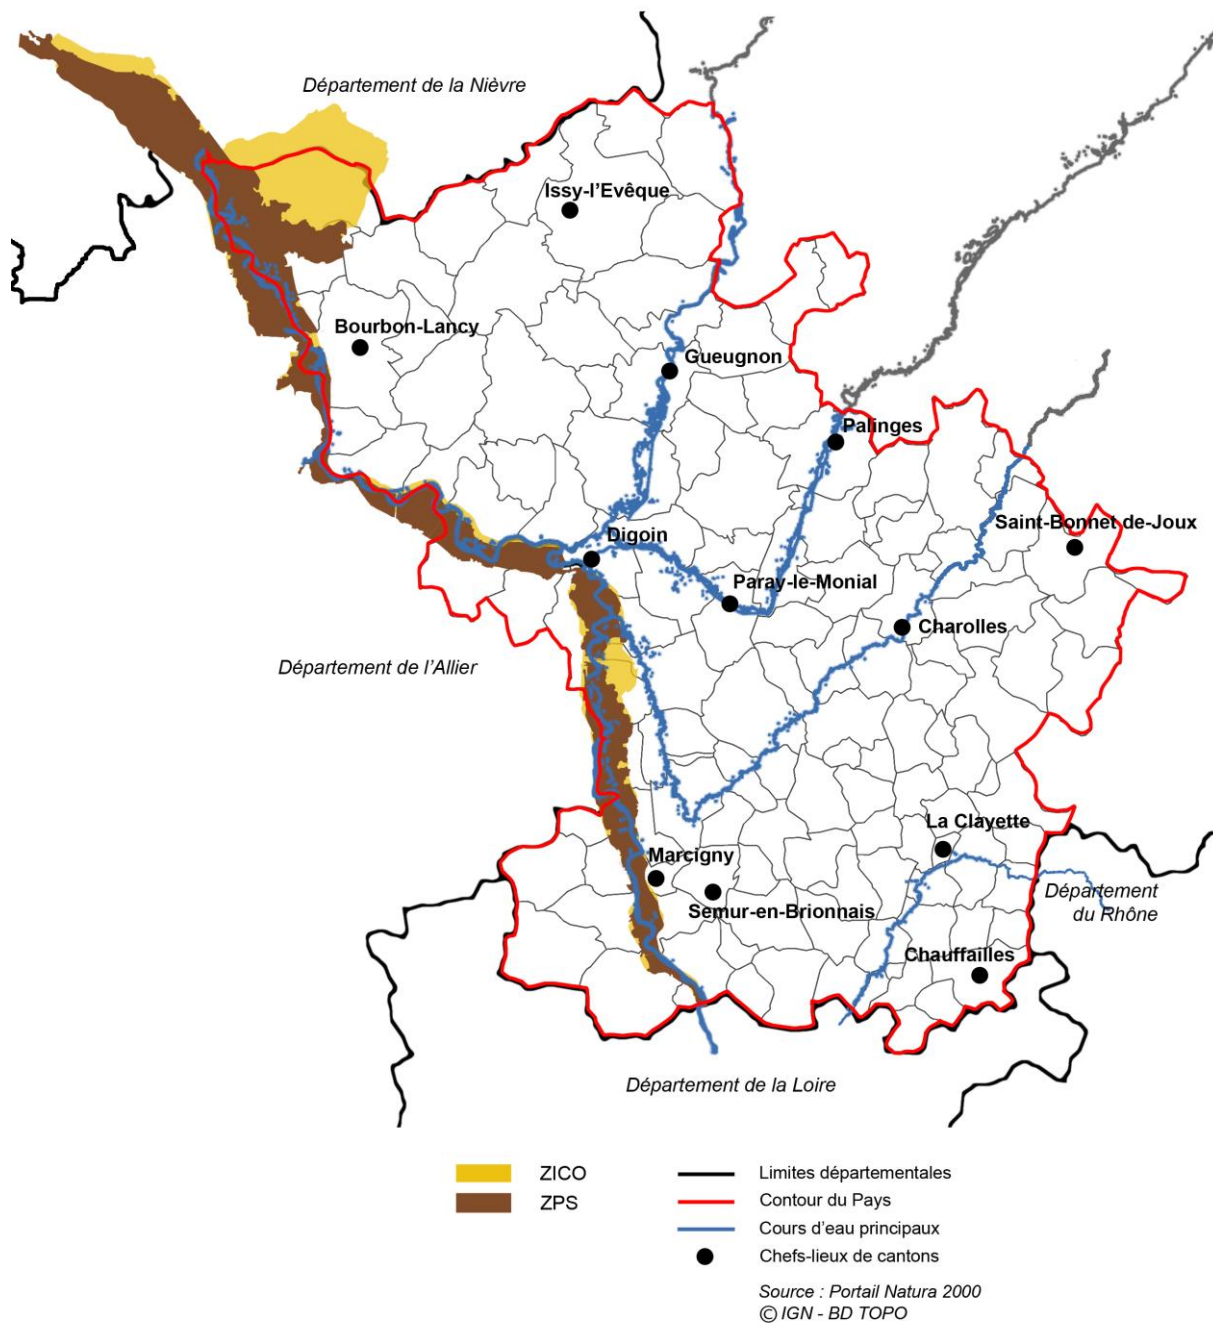 Département de la Nièvre
Issy-l'Evêque
Bourbon-Lancy
Gueugnon
Palinges
Saint-Bonnet de-Joux
Digoin
Paray-le-Monial
Charolles
Département de l'Allier
La Clayette
Marcigny
Département
du Rhône
Semur-en-Brionnais
Chauffailles
Département de la Loire
ZICO
ZPS
Limites départementales
Contour du Pays
Cours d'eau principaux
Chefs-lieux de cantons
Source : Portail Natura 2000
© IGN - BD TOPO